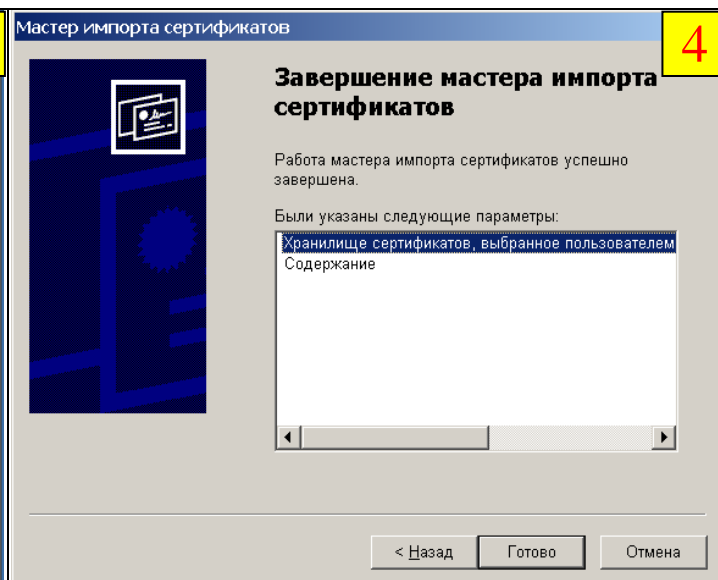 Мастер импорта сертификатов
4
Завершение мастера импорта
сертификатов
Работа мастера импорта сертификатов успешно
завершена.
Были указаны следующие параметры:
Хранилище сертификатов, выбранное пользователем
Содержание
< Назад
Готово
Отмена